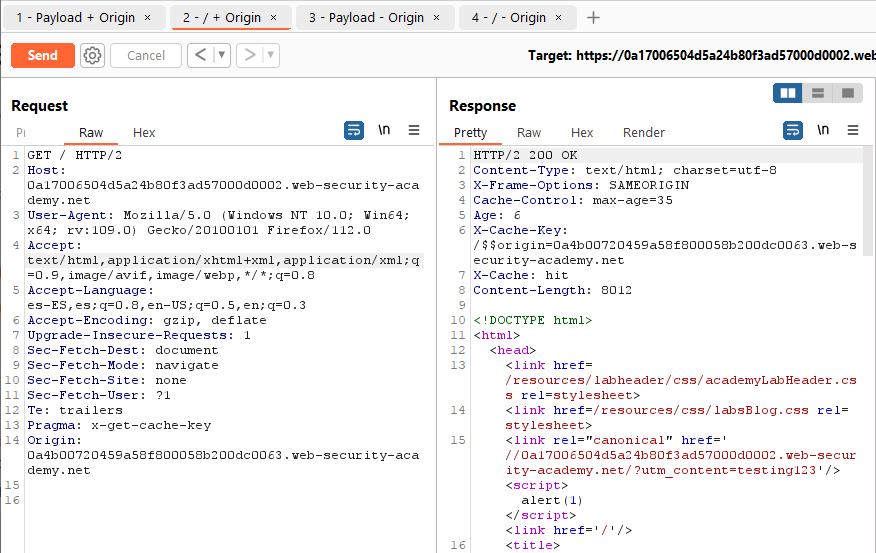 1 - Payload + Origin ×
2 - / + Origin ×
3 - Payload - Origin ×
4 - / - Origin × +
Send Cancel < > Target: https://0a17006504d5a24b80f3ad57000d0002.web
Request
Raw Hex \n
1 GET / HTTP/2
2 Host:
0a17006504d5a24b80f3ad57000d0002.web-security-aca
demy.net
3 User-Agent: Mozilla/5.0 (Windows NT 10.0; Win64;
x64; rv:109.0) Gecko/20100101 Firefox/112.0
4 Accept:
text/html,application/xhtml+xml,application/xml;q
=0.9,image/avif,image/webp,*/*;q=0.8
5 Accept-Language:
es-ES,es;q=0.8,en-US;q=0.5,en;q=0.3
6 Accept-Encoding: gzip, deflate
7 Upgrade-Insecure-Requests: 1
8 Sec-Fetch-Dest: document
9 Sec-Fetch-Mode: navigate
10 Sec-Fetch-Site: none
11 Sec-Fetch-User: ?1
12 Te: trailers
13 Pragma: x-get-cache-key
14 Origin:
0a4b00720459a58f800058b200dc0063.web-security-aca
demy.net
15
16
Response
Pretty Raw Hex Render \n
1 HTTP/2 200 OK
2 Content-Type: text/html; charset=utf-8
3 X-Frame-Options: SAMEORIGIN
4 Cache-Control: max-age=35
5 Age: 6
6 X-Cache-Key:
/$$origin=0a4b00720459a58f800058b200dc0063.web-s
ecurity-academy.net
7 X-Cache: hit
8 Content-Length: 8012
9
10 <!DOCTYPE html>
11 <html>
12 <head>
13 <link href=
/resources/labheader/css/academyLabHeader.cs
s rel=stylesheet>
14 <link href=/resources/css/labsBlog.css rel=
stylesheet>
15 <link rel="canonical" href='
//0a17006504d5a24b80f3ad57000d0002.web-secur
ity-academy.net/?utm_content=testing123'/>
<script>
alert(1)
</script>
<link href='/'/>
16 <title>